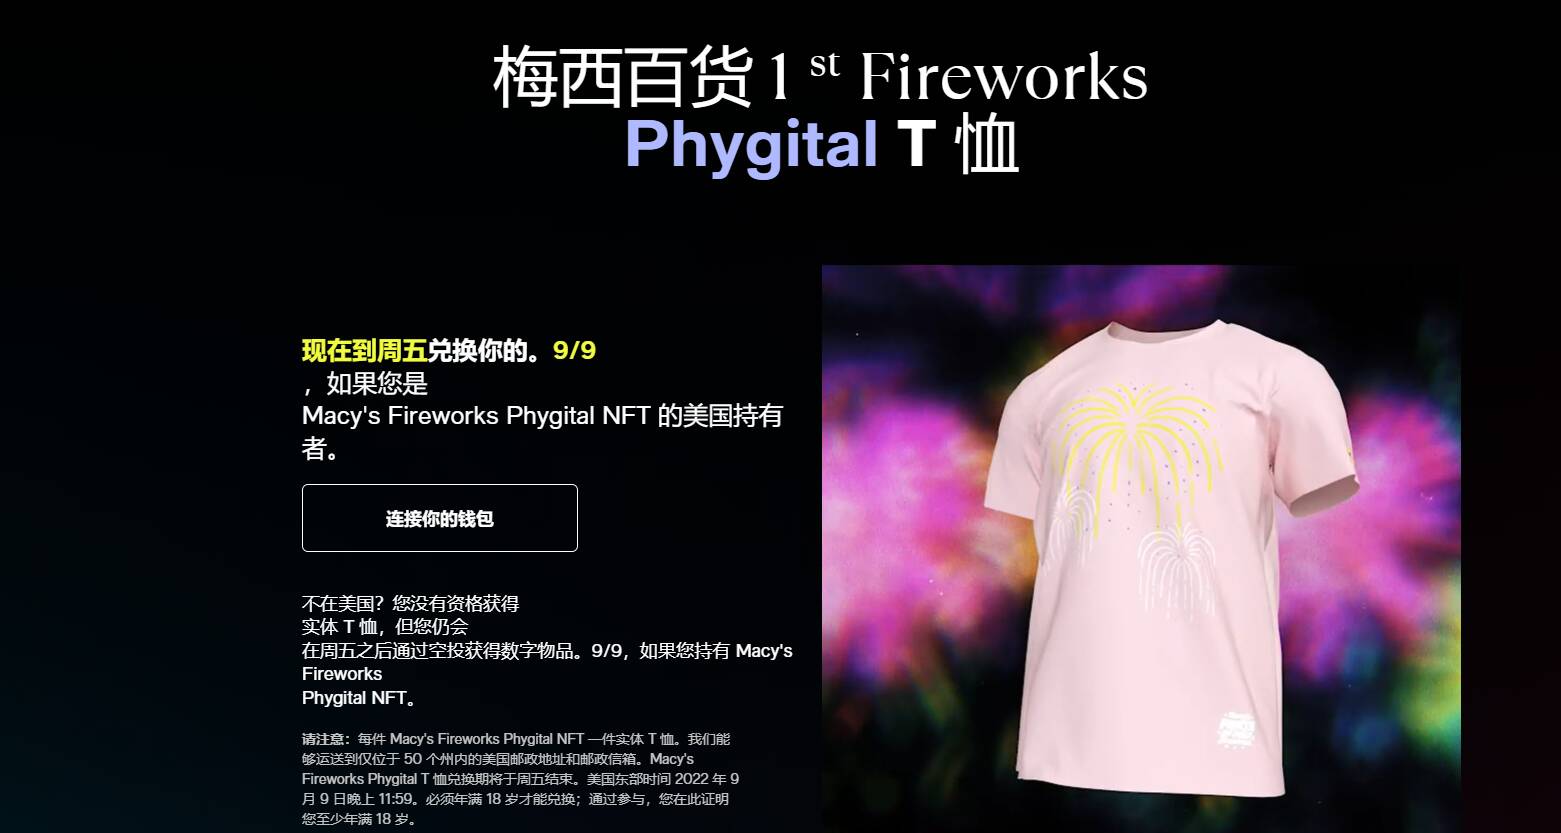 梅西百货 1 st Fireworks
Phygital T 恤
现在到周五兑换你的。9/9
，如果您是
Macy's Fireworks Phygital NFT 的美国持有
者。
连接你的钱包
不在美国？您没有资格获得
实体 T 恤，但您仍会
在周五之后通过空投获得数字物品。9/9，如果您持有 Macy's
Fireworks
Phygital NFT。
请注意：每件 Macy's Fireworks Phygital NFT 一件实体 T 恤。我们能
够运送到仅位于 50 个州内的美国邮政地址和邮政信箱。Macy's
Fireworks Phygital T 恤兑换期将于周五结束。美国东部时间 2022 年 9
月 9 日晚上 11:59。必须年满 18 岁才能兑换；通过参与，您在此证明
您至少年满 18 岁。